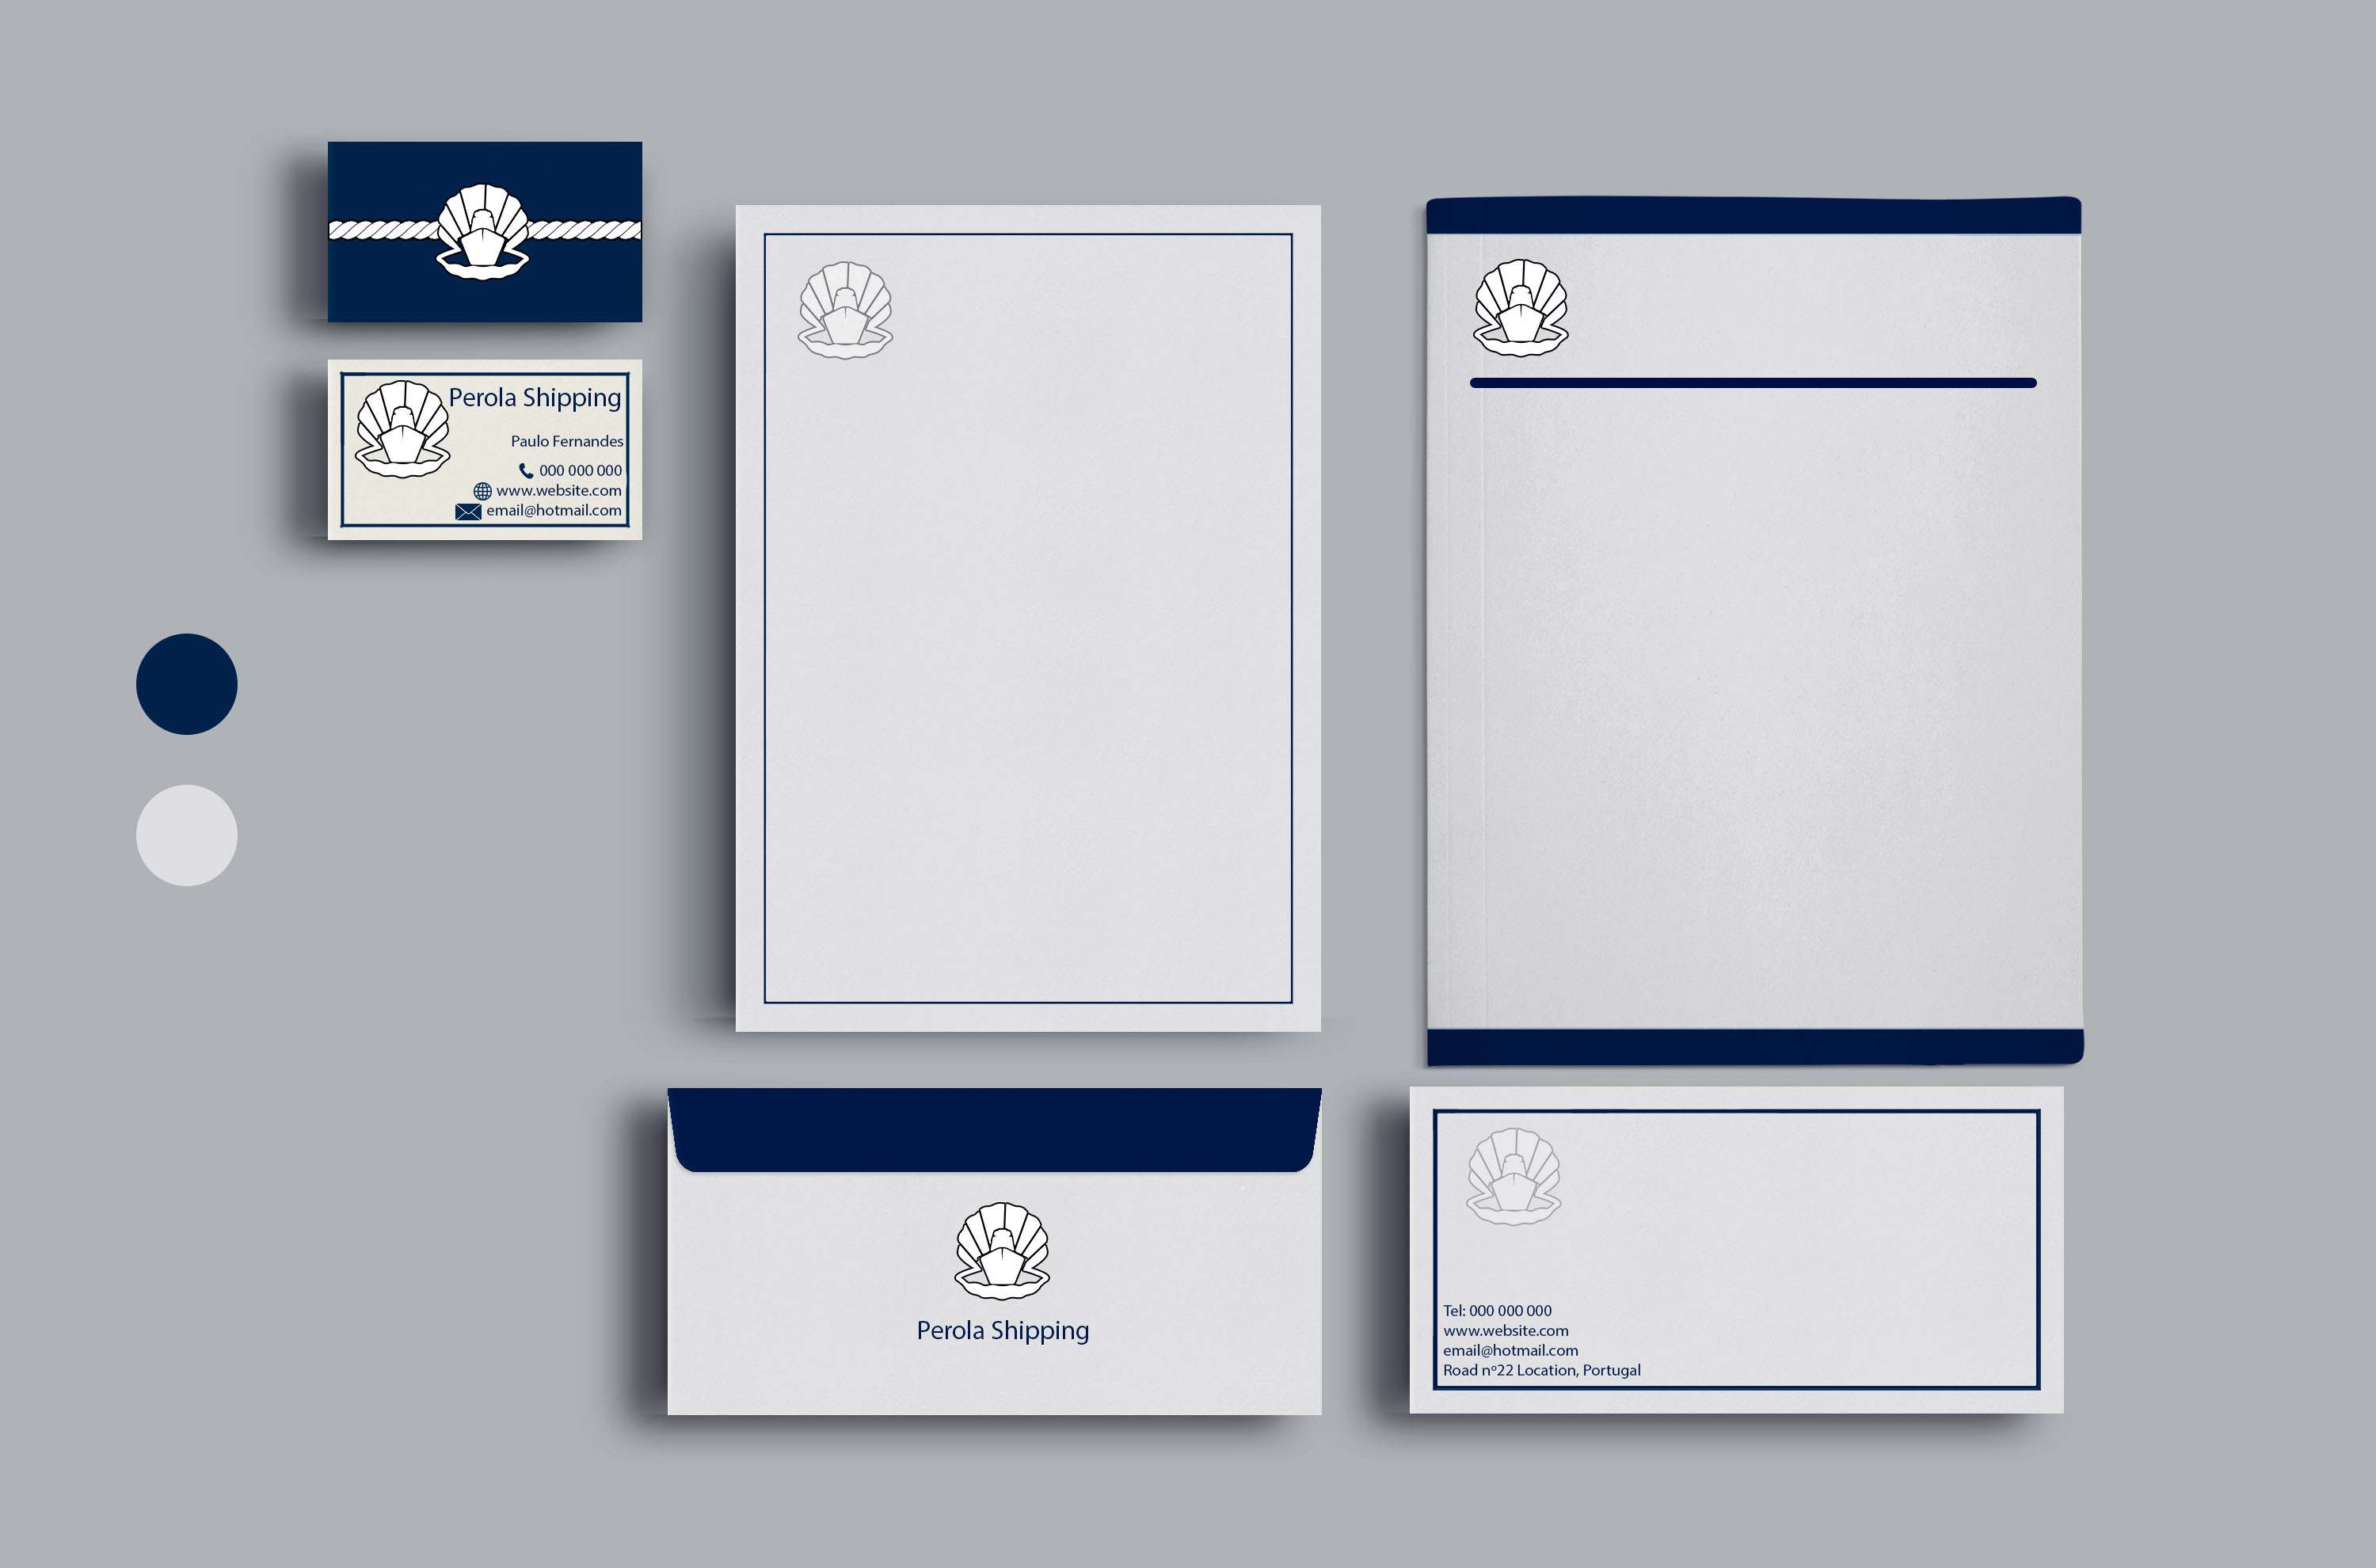 Perola Shipping
Paulo Fernandes
000 000 000
www.website.com
email@hotmail.com
Perola Shipping
Tel: 000 000 000
www.website.com
email@hotmail.com
Road nº22 Location, Portugal